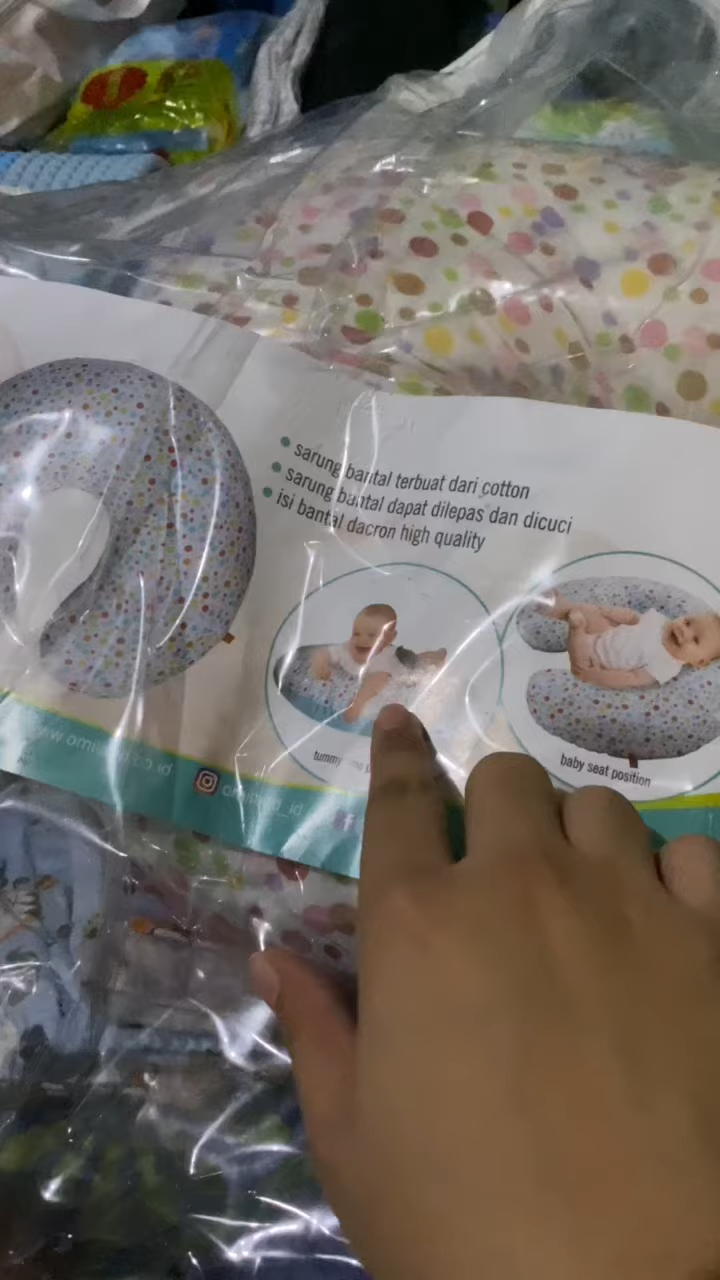 sarung bantal terbuat dari cotton
sarung bantal dapat dilepas dan dicuci
isi bantal dacron high quality
tummy
baby seat position